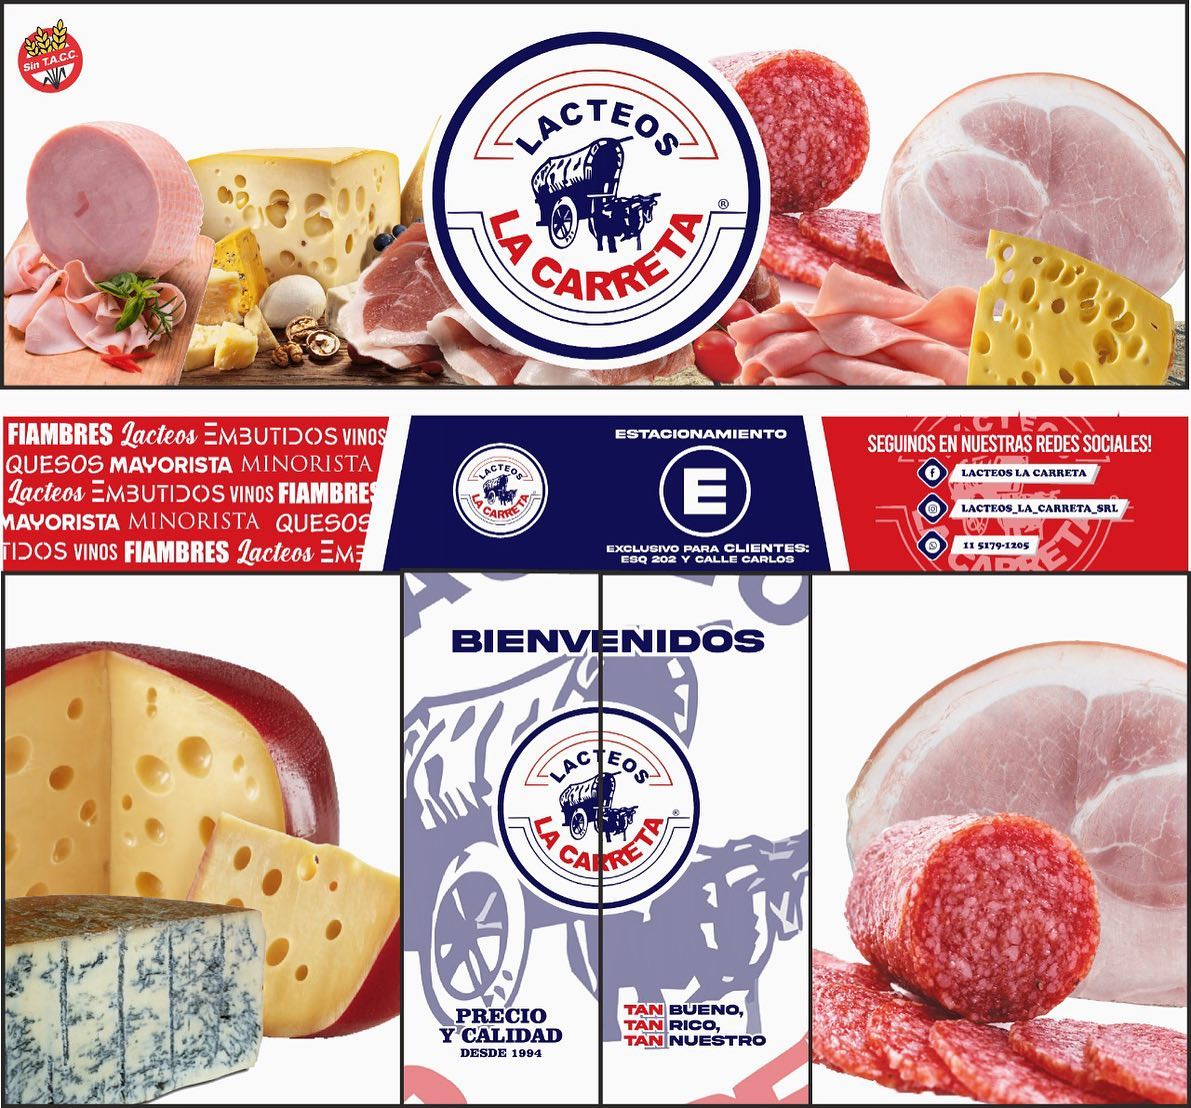 Sin T.A.C.C.
LACTEOS
LA CARRETA
®
FIAMBRES Lacteos EMBUTIDOS VINOS
QUESOS MAYORISTA MINORISTA
Lacteos EMBUTIDOS VINOS FIAMBRES
MAYORISTA MINORISTA QUESOS
TIDOS VINOS FIAMBRES Lacteos EMB
LACTEOS
LA CARRETA
ESTACIONAMIENTO
E
EXCLUSIVO PARA CLIENTES:
ESQ 202 Y CALLE CARLOS
LACTEOS
SEGUINOS EN NUESTRAS REDES SOCIALES!
LACTEOS LA CARRETA
LACTEOS_LA_CARRETA_SRL
11 5179-1205
CARRETA
BIENVENIDOS
LACTEOS
LA CARRETA
®
PRECIO
Y CALIDAD
DESDE 1994
TAN BUENO,
TAN RICO,
TAN NUESTRO